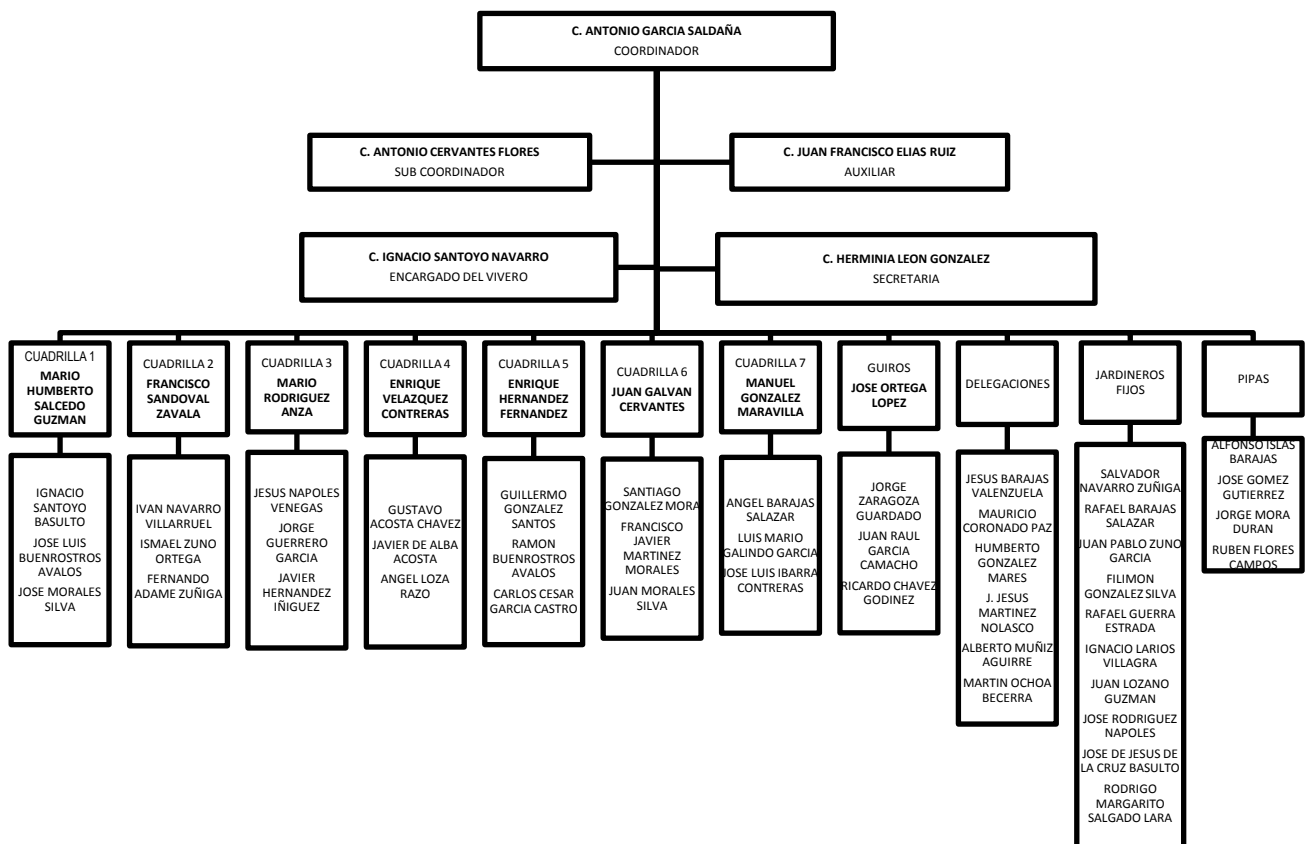 C. ANTONIO GARCIA SALDAÑA
COORDINADOR
C. ANTONIO CERVANTES FLORES
SUB COORDINADOR
C. JUAN FRANCISCO ELIAS RUIZ
AUXILIAR
C. IGNACIO SANTOYO NAVARRO
ENCARGADO DEL VIVERO
C. HERMINIA LEON GONZALEZ
SECRETARIA
CUADRILLA 1
MARIO
HUMBERTO
SALCEDO
GUZMAN
CUADRILLA 2
FRANCISCO
SANDOVAL
ZAVALA
CUADRILLA 3
MARIO
RODRIGUEZ
ANZA
CUADRILLA 4
ENRIQUE
VELAZQUEZ
CONTRERAS
CUADRILLA 5
ENRIQUE
HERNANDEZ
FERNANDEZ
CUADRILLA 6
JUAN GALVAN
CERVANTES
CUADRILLA 7
MANUEL
GONZALEZ
MARAVILLA
GUIROS
JOSE ORTEGA
LOPEZ
DELEGACIONES
JARDINEROS
FIJOS
PIPAS
IGNACIO
SANTOYO
BASULTO
JOSE LUIS
BUENROSTROS
AVALOS
JOSE MORALES
SILVA
IVAN NAVARRO
VILLARRUEL
ISMAEL ZUNO
ORTEGA
FERNANDO
ADAME ZUÑIGA
JESUS NAPOLES
VENEGAS
JORGE
GUERRERO
GARCIA
JAVIER
HERNANDEZ
IÑIGUEZ
GUSTAVO
ACOSTA CHAVEZ
JAVIER DE ALBA
ACOSTA
ANGEL LOZA
RAZO
GUILLERMO
GONZALEZ
SANTOS
RAMON
BUENROSTROS
AVALOS
CARLOS CESAR
GARCIA CASTRO
SANTIAGO
GONZALEZ MORA
FRANCISCO
JAVIER
MARTINEZ
MORALES
JUAN MORALES
SILVA
ANGEL BARAJAS
SALAZAR
LUIS MARIO
GALINDO GARCIA
JOSE LUIS IBARRA
CONTRERAS
JORGE
ZARAGOZA
GUARDADO
JUAN RAUL
GARCIA
CAMACHO
RICARDO CHAVEZ
GODINEZ
JESUS BARAJAS
VALENZUELA
MAURICIO
CORONADO PAZ
HUMBERTO
GONZALEZ
MARES
J. JESUS
MARTINEZ
NOLASCO
ALBERTO MUÑIZ
AGUIRRE
MARTIN OCHOA
BECERRA
SALVADOR
NAVARRO ZUÑIGA
RAFAEL BARAJAS
SALAZAR
JUAN PABLO ZUNO
GARCIA
FILIMON
GONZALEZ SILVA
RAFAEL GUERRA
ESTRADA
IGNACIO LARIOS
VILLAGRA
JUAN LOZANO
GUZMAN
JOSE RODRIGUEZ
NAPOLES
JOSE DE JESUS DE
LA CRUZ BASULTO
RODRIGO
MARGARITO
SALGADO LARA
ALFONSO ISLAS
BARAJAS
JOSE GOMEZ
GUTIERREZ
JORGE MORA
DURAN
RUBEN FLORES
CAMPOS